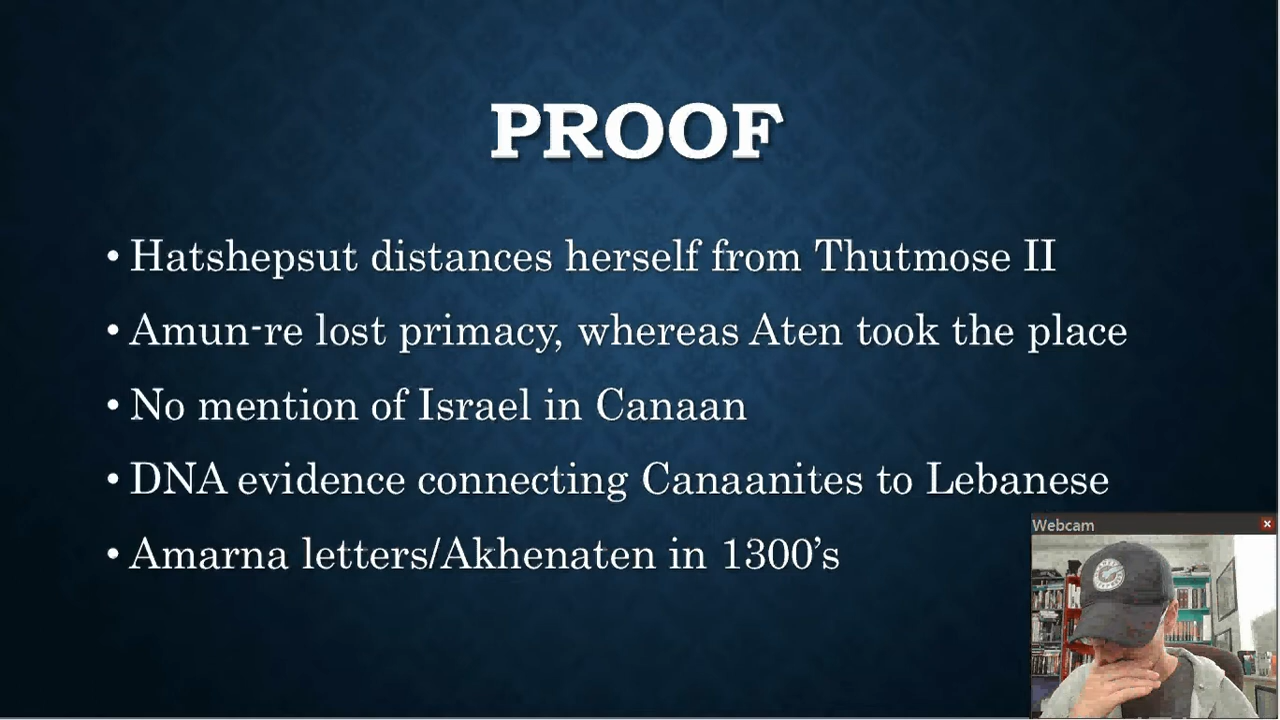 PROOF
• Hatshepsut distances herself from Thutmose II
• Amun-re lost primacy, whereas Aten took the place
• No mention of Israel in Canaan
• DNA evidence connecting Canaanites to Lebanese
• Amarna letters/Akhenaten in 1300’s
Webcam